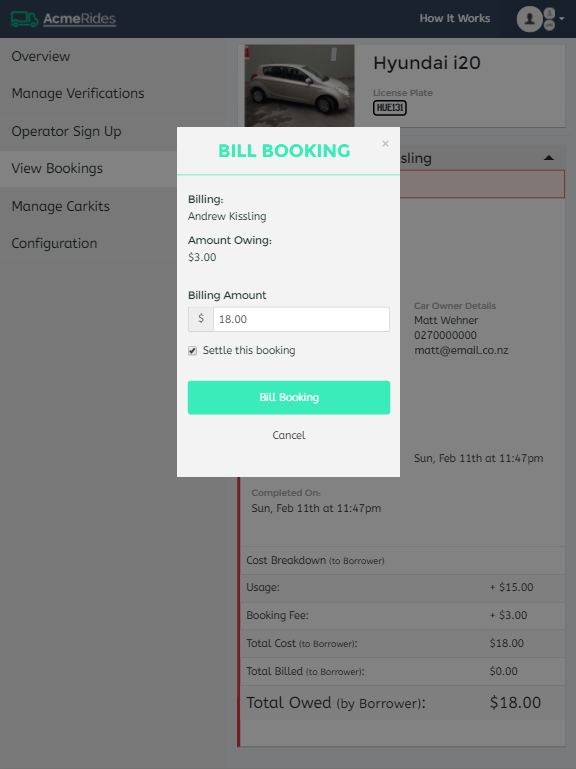 AcmeRides
How It Works
Overview
Manage Verifications
Operator Sign Up
View Bookings
Manage Carkits
Configuration
Hyundai i20
License Plate
HUE131
sling
BILL BOOKING
×
Billing:
Andrew Kissling
Amount Owing:
$3.00
Billing Amount
$ 18.00
Settle this booking
Bill Booking
Cancel
Car Owner Details
Matt Wehner
0270000000
matt@email.co.nz
Sun, Feb 11th at 11:47pm
Completed On:
Sun, Feb 11th at 11:47pm
Cost Breakdown (to Borrower)
Usage: + $15.00
Booking Fee: + $3.00
Total Cost (to Borrower): $18.00
Total Billed (to Borrower): $0.00
Total Owed (by Borrower): $18.00